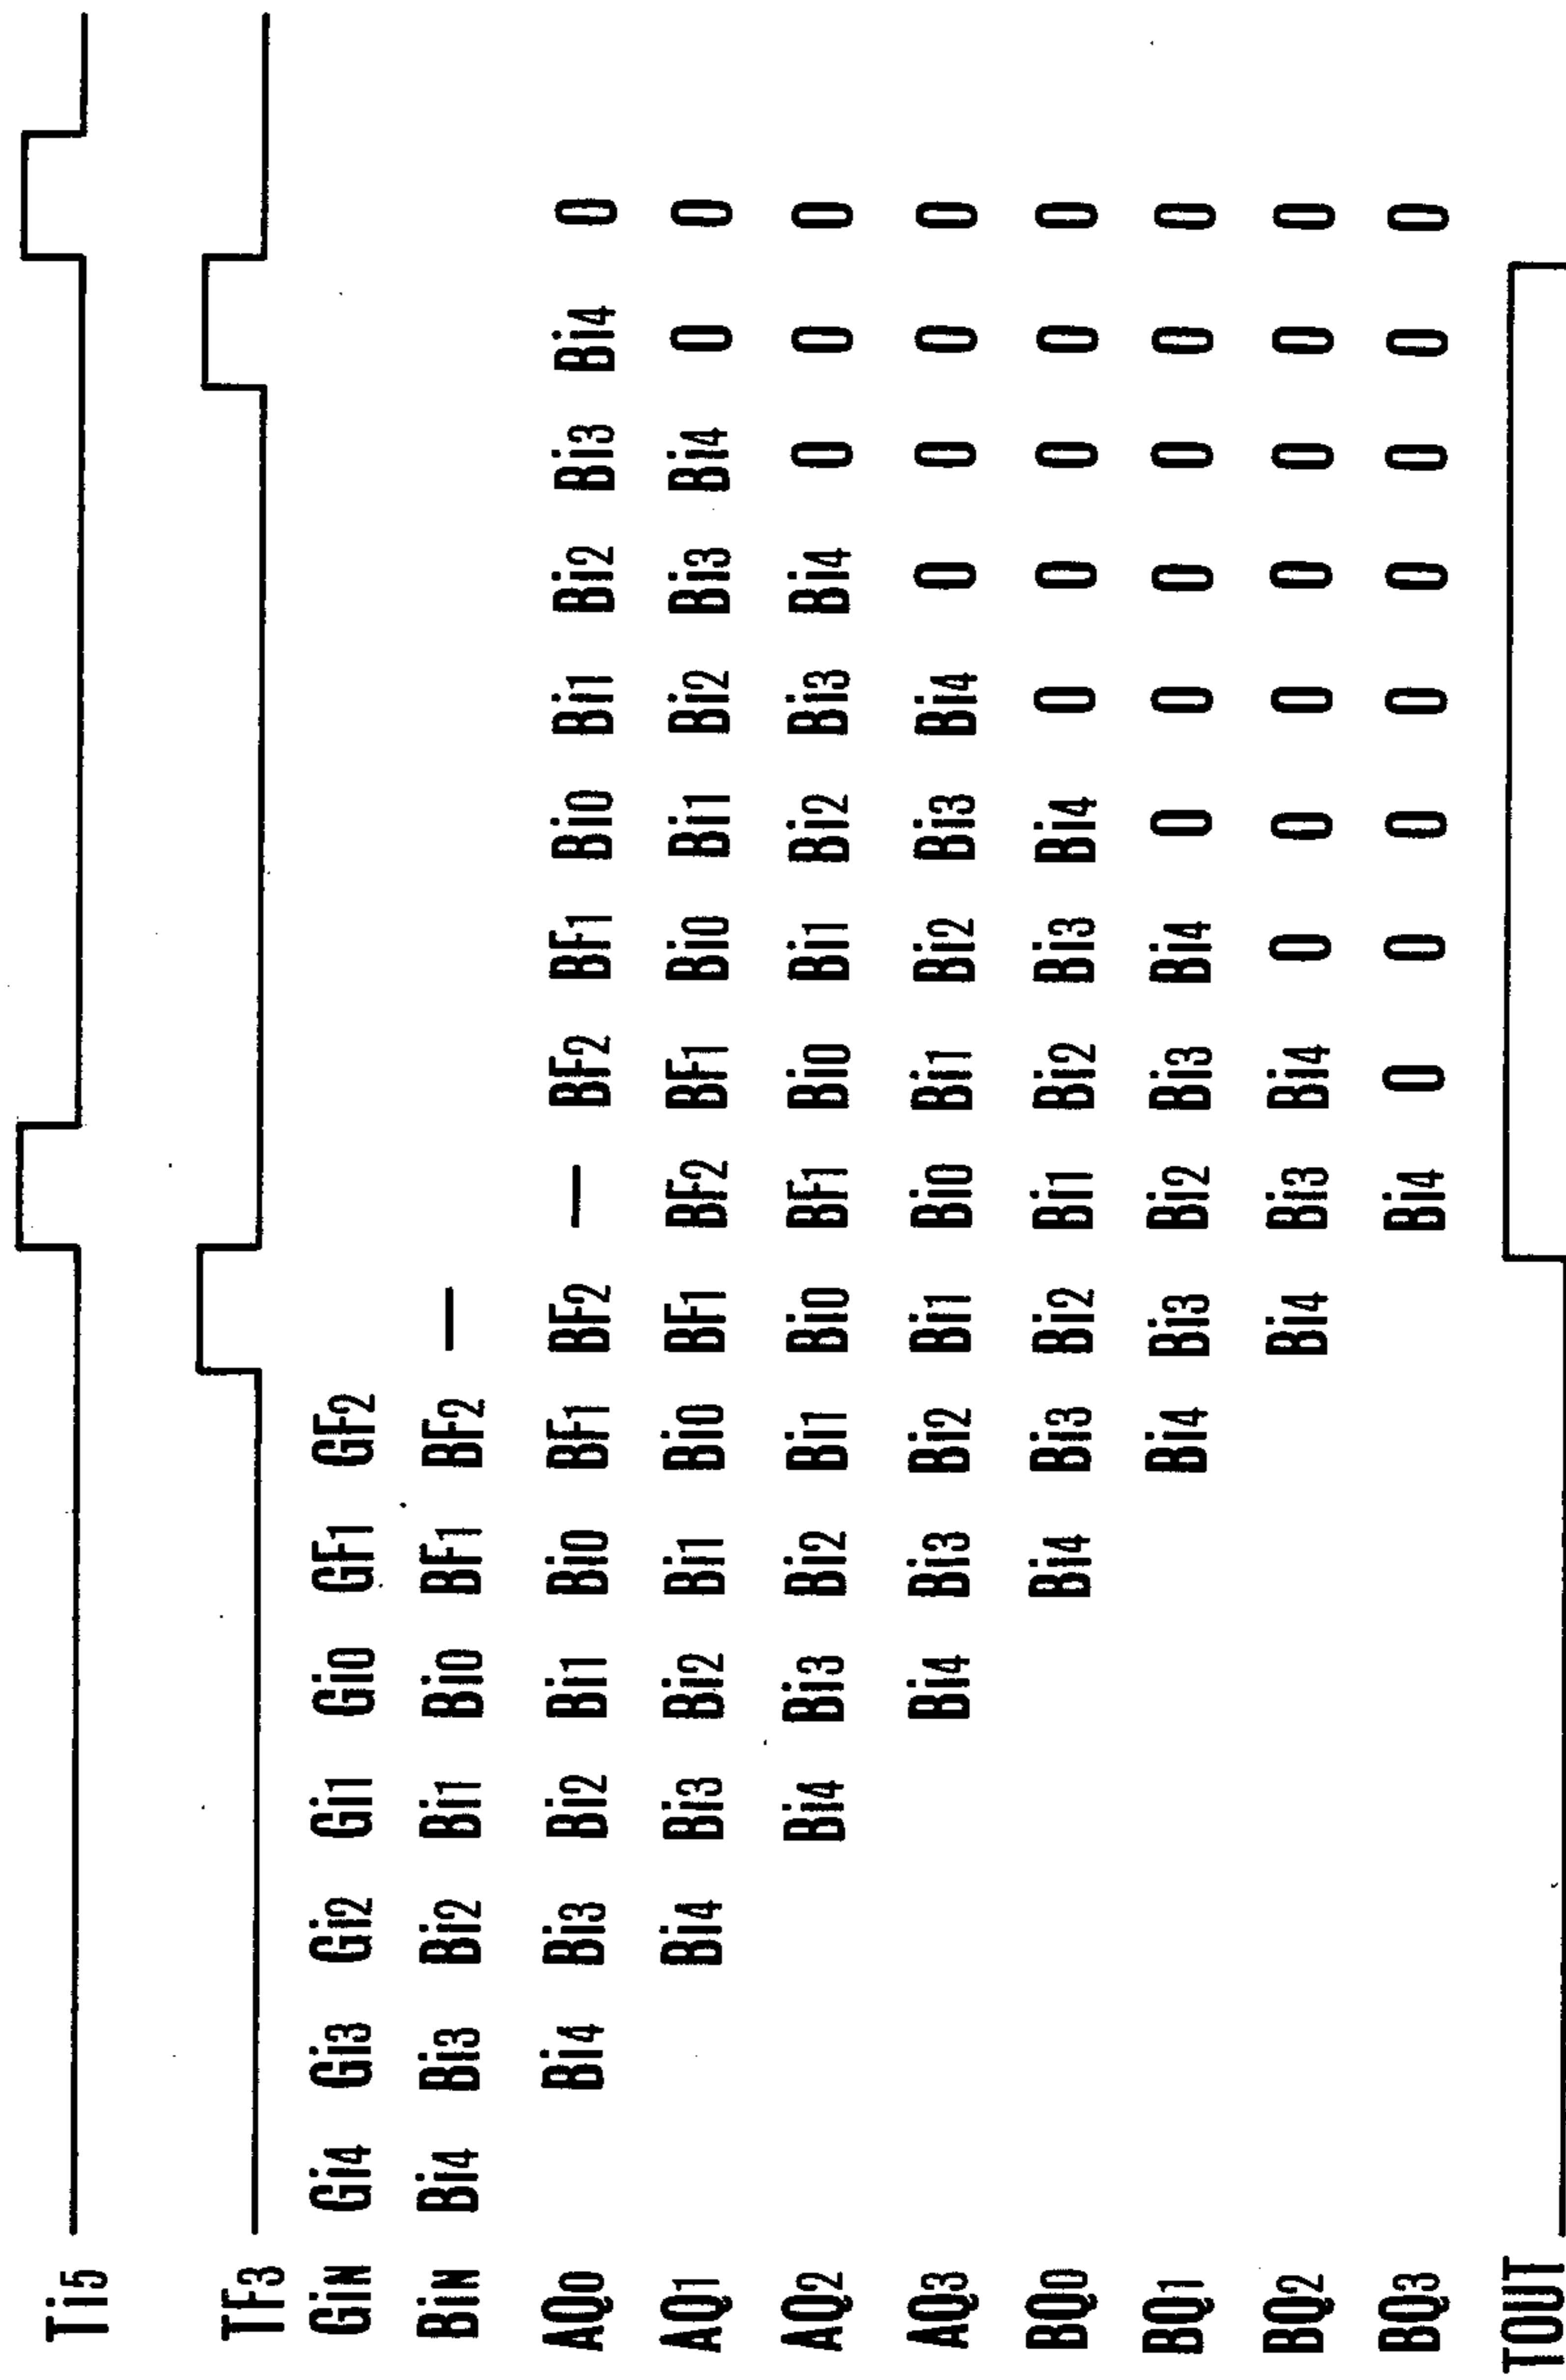 Ti5
TF3
GiN Gi4 Gi3 Gi2 Gi1 Gi0 GF1 GF2
BiN Bi4 Bi3 Bi2 Bi1 Bi0 BF1 BF2 —
AQ0 Bi4 Bi3 Bi2 Bi1 Bi0 BF1 BF2 — BF2 BF1 Bi0 Bi1 Bi2 Bi3 Bi4 0
AQ1 Bi4 Bi3 Bi2 Bi1 Bi0 BF1 BF2 BF1 Bi0 Bi1 Bi2 Bi3 Bi4 0 0
AQ2 Bi4 Bi3 Bi2 Bi1 Bi0 BF1 Bi0 Bi1 Bi2 Bi3 Bi4 0 0 0
AQ3 Bi4 Bi3 Bi2 Bi1 Bi0 Bi1 Bi2 Bi3 Bi4 0 0 0 0
BQ0 Bi4 Bi3 Bi2 Bi1 Bi2 Bi3 Bi4 0 0 0 0 0
BQ1 Bi4 Bi3 Bi2 Bi3 Bi4 0 0 0 0 0 0
BQ2 Bi4 Bi3 Bi4 0 0 0 0 0 0 0
BQ3 Bi4 0 0 0 0 0 0 0 0
TOUT